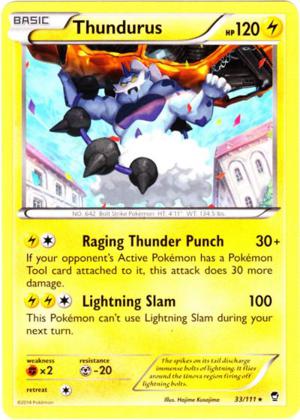 BASIC
Thundurus
HP120
NO. 642 Bolt Strike Pokémon HT. 4'11" WT. 134.5 lbs.
Raging Thunder Punch 30+
If your opponent's Active Pokémon has a Pokémon
Tool card attached to it, this attack does 30 more
damage.
Lightning Slam 100
This Pokémon can't use Lightning Slam during your
next turn.
weakness
×2
resistance
-20
retreat
The spikes on its tail discharge
immense bolts of lightning. It flies
around the Unova region firing off
lightning bolts.
Illus. Hajime Kusajima
33/111
©2014 Pokémon